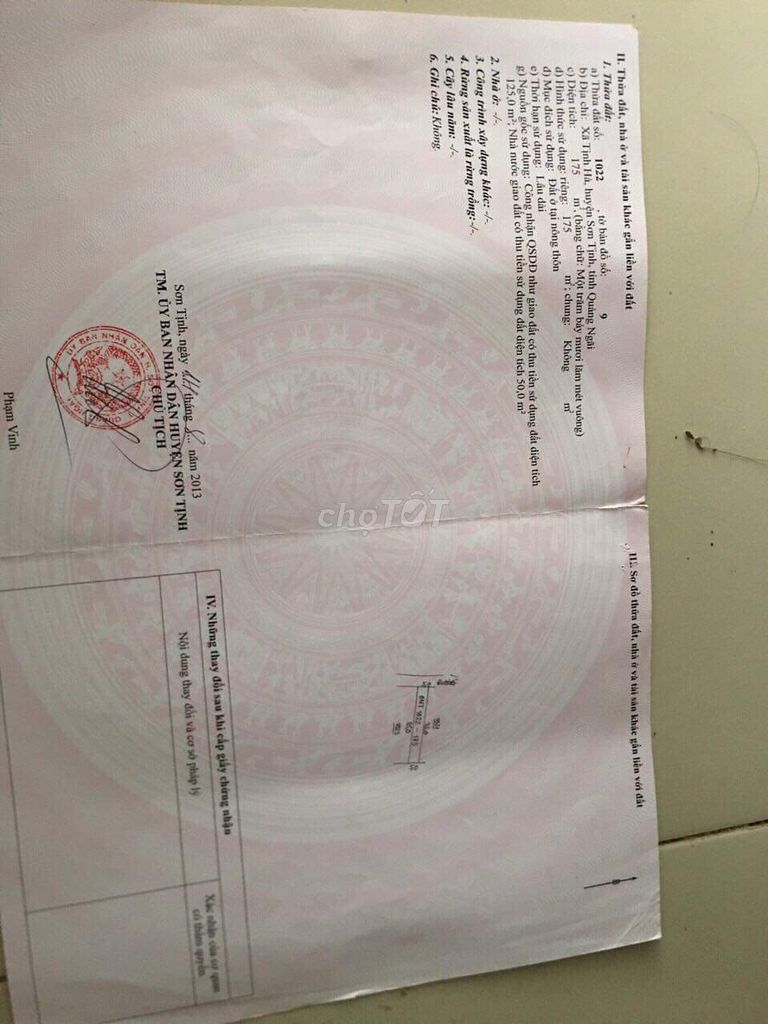 II. Thửa đất, nhà ở và tài sản khác gắn liền với đất
1. Thửa đất:
a) Thửa đất số: 1022 , tờ bản đồ số: 9
b) Địa chỉ: Xã Tịnh Hà, huyện Sơn Tịnh, tỉnh Quảng Ngãi
c) Diện tích: 175 m², (bằng chữ: Một trăm bảy mươi lăm mét vuông)
d) Hình thức sử dụng: riêng: 175 m²; chung: Không m²
đ) Mục đích sử dụng: Đất ở tại nông thôn
e) Thời hạn sử dụng: Lâu dài
g) Nguồn gốc sử dụng: Công nhận QSDĐ như giao đất có thu tiền sử dụng đất diện tích
125,0 m²; Nhà nước giao đất có thu tiền sử dụng đất diện tích 50,0 m²
2. Nhà ở: -/-.
3. Công trình xây dựng khác: -/-.
4. Rừng sản xuất là rừng trồng:-/-.
5. Cây lâu năm: -/-.
6. Ghi chú: Không.
Sơn Tịnh, ngày tháng 8 năm 2013
TM. ỦY BAN NHÂN DÂN HUYỆN SƠN TỊNH
CHỦ TỊCH
ỦY BAN NHÂN DÂN H.
Phạm Vinh
III. Sơ đồ thửa đất, nhà ở và tài sản khác gắn liền với đất
ONT 1022 - 175
B
IV. Những thay đổi sau khi cấp giấy chứng nhận
Nội dung thay đổi và cơ sở pháp lý
Xác nhận của cơ quan
có thẩm quyền
chợTỐT